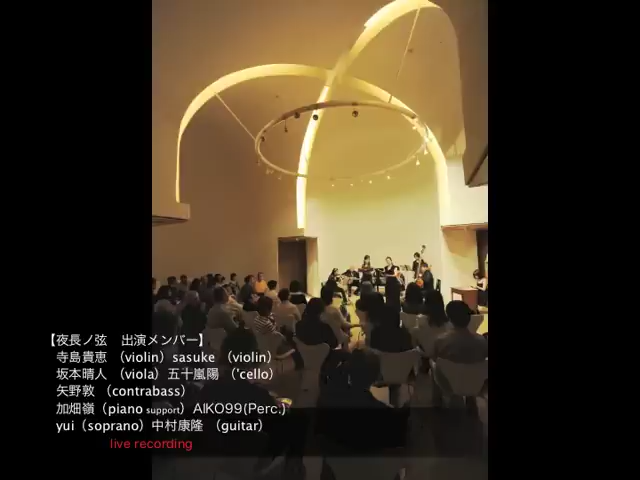 【夜長ノ弦　出演メンバー】
寺島貴恵 （violin）sasuke （violin）
坂本晴人 （viola）五十嵐陽 （'cello）
矢野敦 （contrabass）
加畑嶺（piano support）AIKO99(Perc.)
yui（soprano）中村康隆 （guitar）
live recording